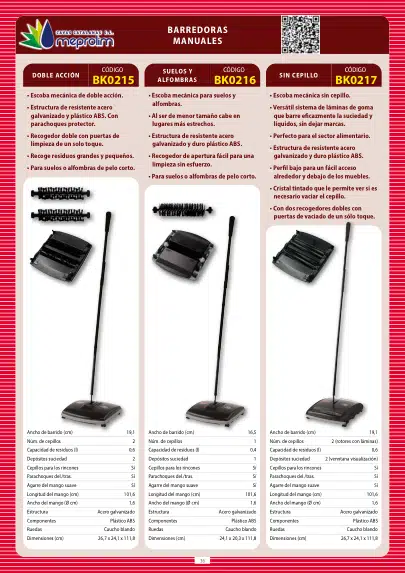 CAYPE CATALANAS S.L.
meprolim
BARREDORAS
MANUALES
DOBLE ACCIÓN
CÓDIGO
BK0215
• Escoba mecánica de doble acción.
• Estructura de resistente acero
galvanizado y plástico ABS. Con
parachoques protector.
• Recogedor doble con puertas de
limpieza de un solo toque.
• Recoge residuos grandes y pequeños.
• Para suelos o alfombras de pelo corto.
Ancho de barrido (cm) 19,1
Núm. de cepillos 2
Capacidad de residuos (l) 0,6
Depósitos suciedad 2
Cepillos para los rincones Sí
Parachoques del./tras. Sí
Agarre del mango suave Sí
Longitud del mango (cm) 101,6
Ancho del mango (Ø cm) 1,6
Estructura Acero galvanizado
Componentes Plástico ABS
Ruedas Caucho blando
Dimensiones (cm) 26,7 x 24,1 x 111,8
SUELOS Y
ALFOMBRAS
CÓDIGO
BK0216
• Escoba mecánica para suelos y
alfombras.
• Al ser de menor tamaño cabe en
lugares más estrechos.
• Estructura de resistente acero
galvanizado y duro plástico ABS.
• Recogedor de apertura fácil para una
limpieza sin esfuerzo.
• Para suelos o alfombras de pelo corto.
Ancho de barrido (cm) 16,5
Núm. de cepillos 1
Capacidad de residuos (l) 0,4
Depósitos suciedad 1
Cepillos para los rincones Sí
Parachoques del./tras. Sí
Agarre del mango suave Sí
Longitud del mango (cm) 101,6
Ancho del mango (Ø cm) 1,6
Estructura Acero galvanizado
Componentes Plástico ABS
Ruedas Caucho blando
Dimensiones (cm) 24,1 x 20,3 x 111,8
SIN CEPILLO
CÓDIGO
BK0217
• Escoba mecánica sin cepillo.
• Versátil sistema de láminas de goma
que barre eficazmente la suciedad y
líquidos, sin dejar marcas.
• Perfecto para el sector alimentario.
• Estructura de resistente acero
galvanizado y duro plástico ABS.
• Perfil bajo para un fácil acceso
alrededor y debajo de los muebles.
• Cristal tintado que le permite ver si es
necesario vaciar el cepillo.
• Con dos recogedores dobles con
puertas de vaciado de un sólo toque.
Ancho de barrido (cm) 19,1
Núm. de cepillos 2 (rotores con láminas)
Capacidad de residuos (l) 0,6
Depósitos suciedad 2 (ventana visualización)
Cepillos para los rincones Sí
Parachoques del./tras. Sí
Agarre del mango suave Sí
Longitud del mango (cm) 101,6
Ancho del mango (Ø cm) 1,6
Estructura Acero galvanizado
Componentes Plástico ABS
Ruedas Caucho blando
Dimensiones (cm) 26,7 x 24,1 x 111,8